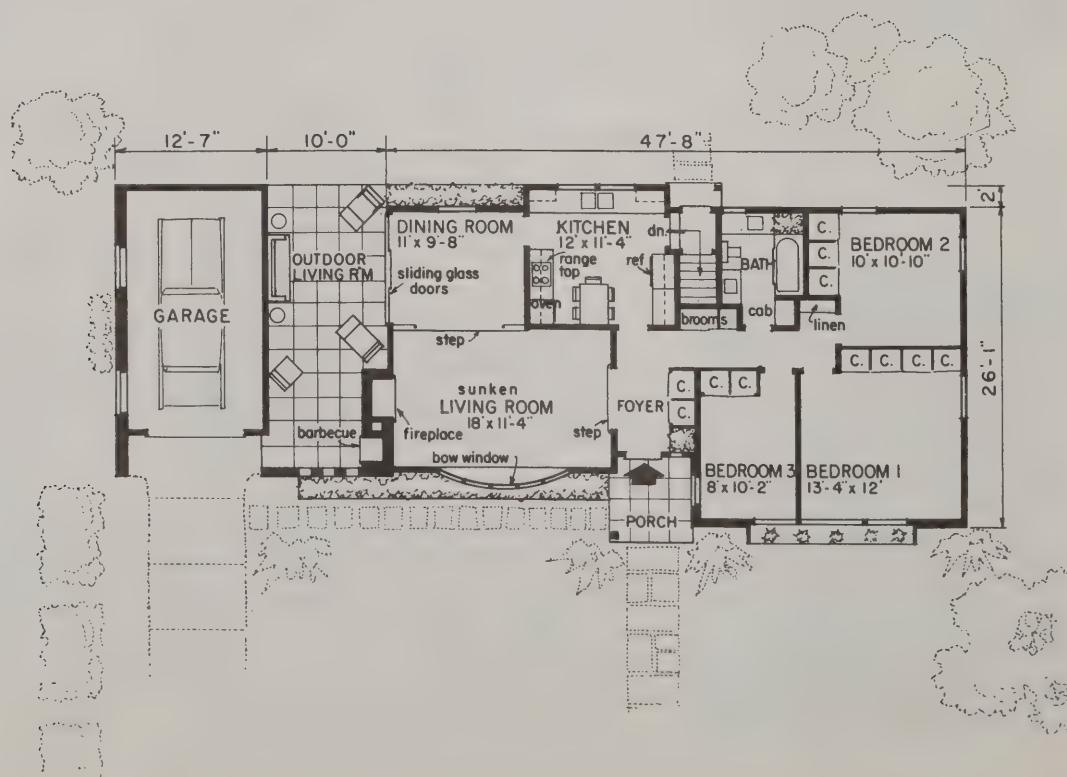 12'-7"
10'-0"
47'-8"
2'
26'-1"
GARAGE
OUTDOOR
LIVING R'M
sliding glass
doors
DINING ROOM
11' x 9'-8"
KITCHEN
12' x 11'-4"
range
top
oven
ref
dn.
brooms
BATH
cab
linen
C.
C.
C.
BEDROOM 2
10' x 10'-10"
C. C. C. C.
step
sunken
LIVING ROOM
18' x 11'-4"
fireplace
barbecue
bow window
step
FOYER
C.
C.
C. C.
BEDROOM 3
8' x 10'-2"
BEDROOM 1
13'-4" x 12'
PORCH